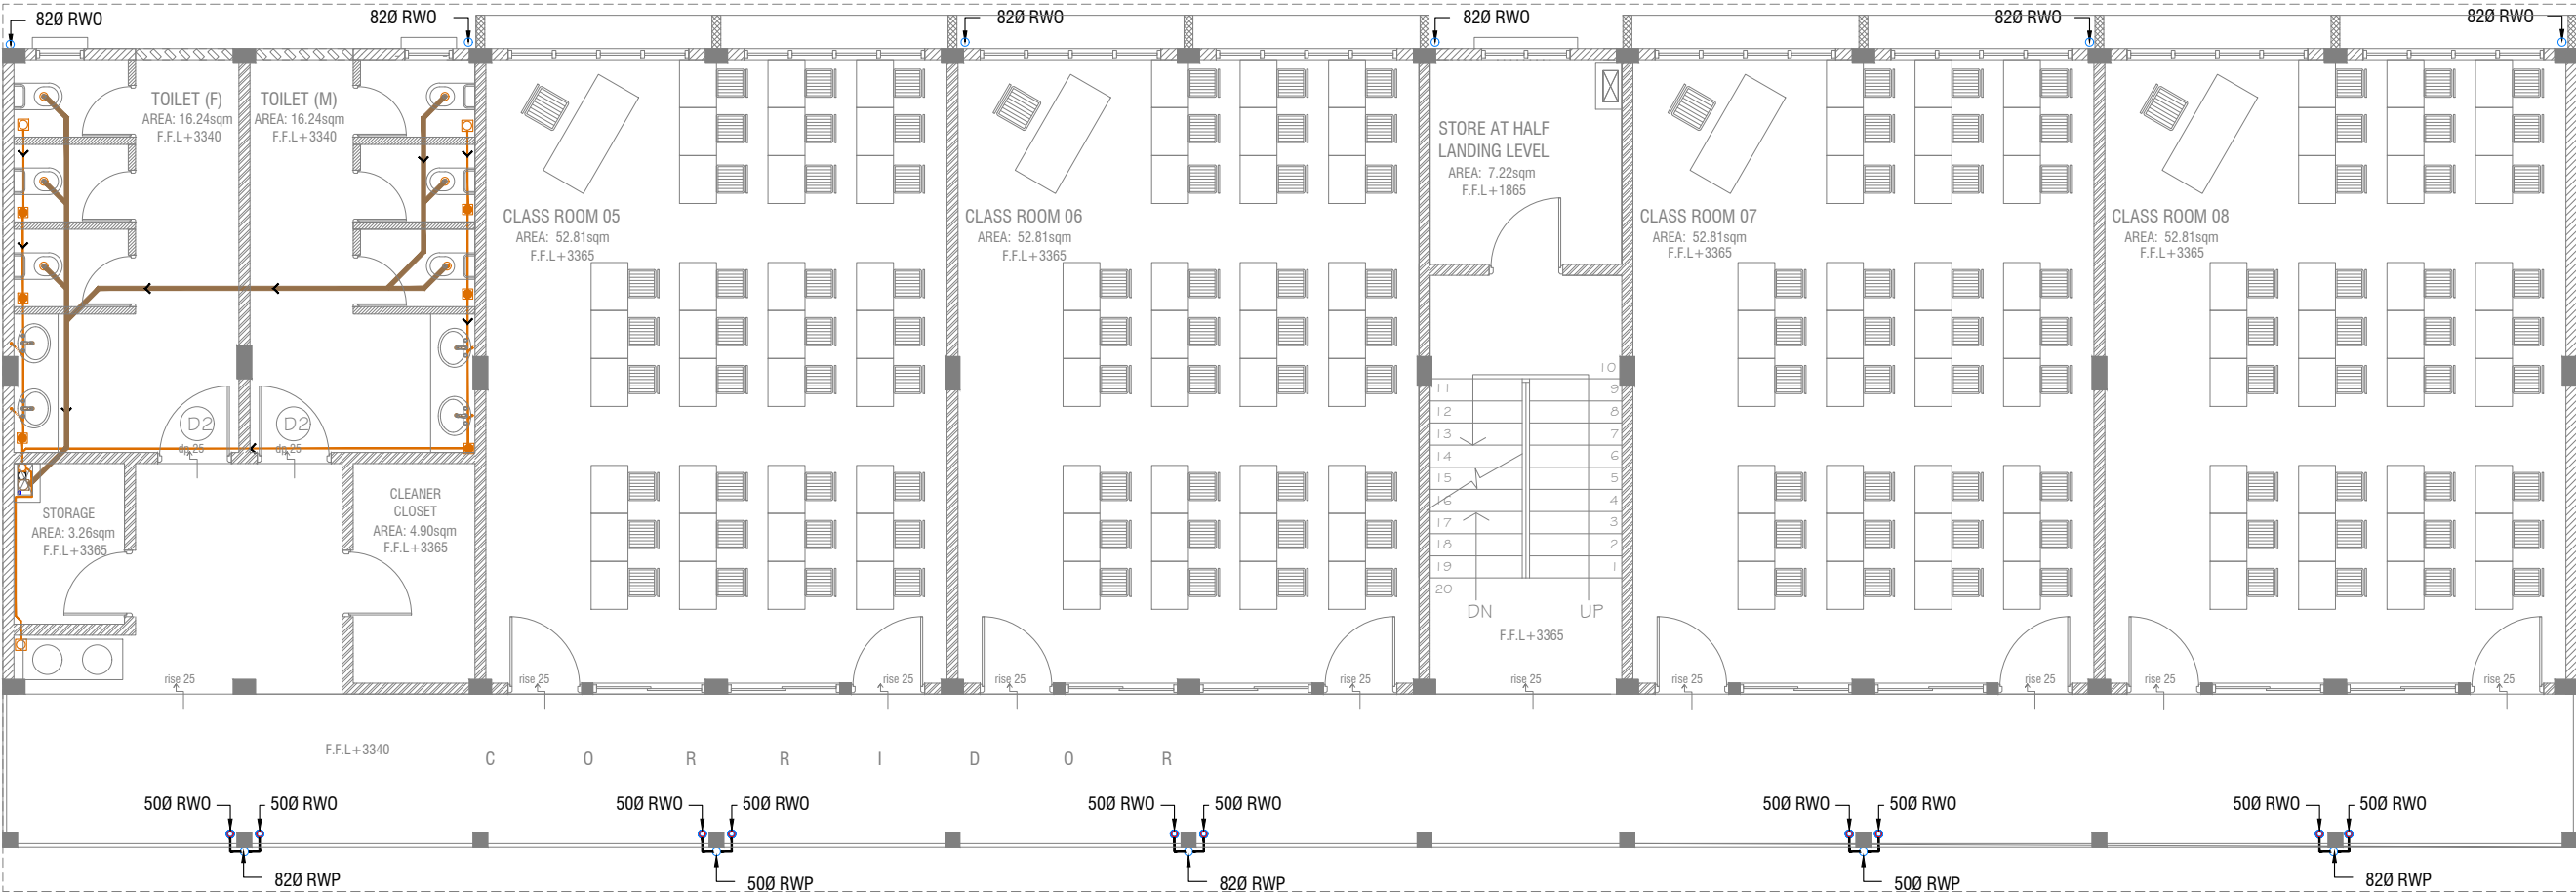 82Ø RWO
82Ø RWO
82Ø RWO
82Ø RWO
82Ø RWO
82Ø RWO
TOILET (F)
AREA: 16.24sqm
F.F.L+3340
TOILET (M)
AREA: 16.24sqm
F.F.L+3340
STORE AT HALF
LANDING LEVEL
AREA: 7.22sqm
F.F.L+1865
CLASS ROOM 05
AREA: 52.81sqm
F.F.L+3365
CLASS ROOM 06
AREA: 52.81sqm
F.F.L+3365
CLASS ROOM 07
AREA: 52.81sqm
F.F.L+3365
CLASS ROOM 08
AREA: 52.81sqm
F.F.L+3365
10
11
9
12
8
13
7
14
6
15
5
16
4
17
3
18
2
19
1
20
DN
UP
F.F.L+3365
D2
D2
dp 25
dp 25
STORAGE
AREA: 3.26sqm
F.F.L+3365
CLEANER
CLOSET
AREA: 4.90sqm
F.F.L+3365
rise 25
rise 25
rise 25
rise 25
rise 25
rise 25
rise 25
rise 25
rise 25
rise 25
F.F.L+3340
C O R R I D O R
50Ø RWO
50Ø RWO
50Ø RWO
50Ø RWO
50Ø RWO
50Ø RWO
50Ø RWO
50Ø RWO
50Ø RWO
50Ø RWO
82Ø RWP
50Ø RWP
82Ø RWP
50Ø RWP
82Ø RWP